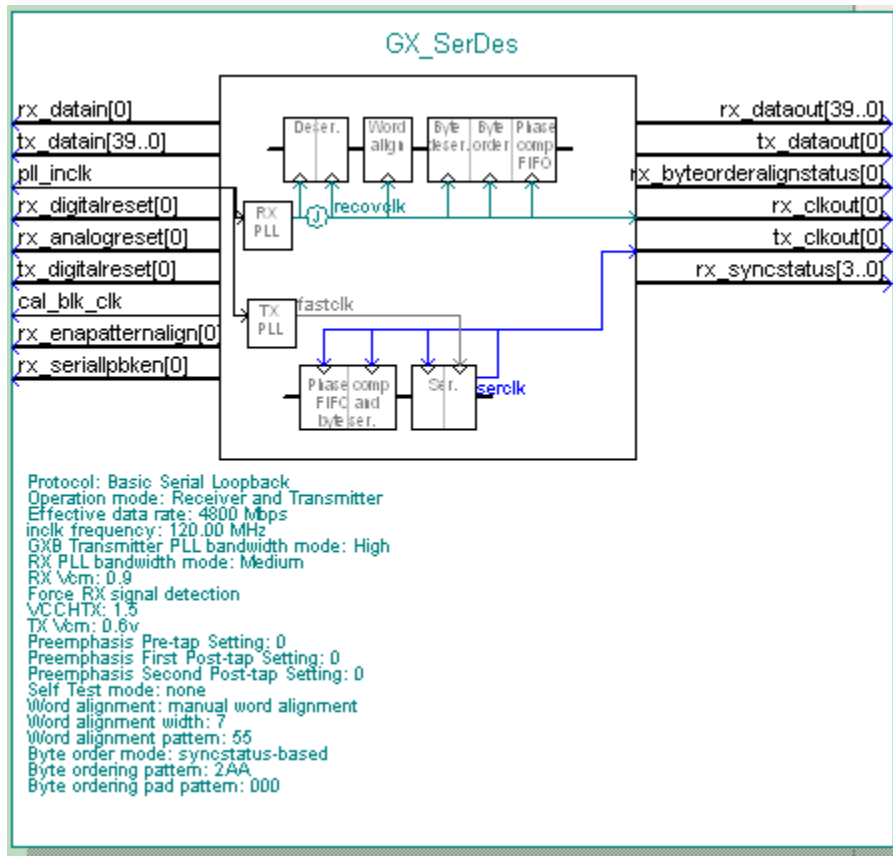 GX_SerDes
rx_datain[0]
tx_datain[39..0]
pll_inclk
rx_digitalreset[0]
rx_analogreset[0]
tx_digitalreset[0]
cal_blk_clk
rx_enapatternalign[0]
rx_seriallpbken[0]
Deser.
Word
align
Byte
deser.
Byte
order
Phase
comp
FIFO
RX
PLL
recovclk
TX
PLL
fastclk
Phase comp
FIFO and
byte ser.
Ser.
serclk
rx_dataout[39..0]
tx_dataout[0]
rx_byteorderalignstatus[0]
rx_clkout[0]
tx_clkout[0]
rx_syncstatus[3..0]
Protocol: Basic Serial Loopback
Operation mode: Receiver and Transmitter
Effective data rate: 4800 Mbps
inclk frequency: 120.00 MHz
GXB Transmitter PLL bandwidth mode: High
RX PLL bandwidth mode: Medium
RX Vcm: 0.9
Force RX signal detection
VCCHTX: 1.5
TX Vcm: 0.6v
Preemphasis Pre-tap Setting: 0
Preemphasis First Post-tap Setting: 0
Preemphasis Second Post-tap Setting: 0
Self Test mode: none
Word alignment: manual word alignment
Word alignment width: 7
Word alignment pattern: 55
Byte order mode: syncstatus-based
Byte ordering pattern: 2AA
Byte ordering pad pattern: 000